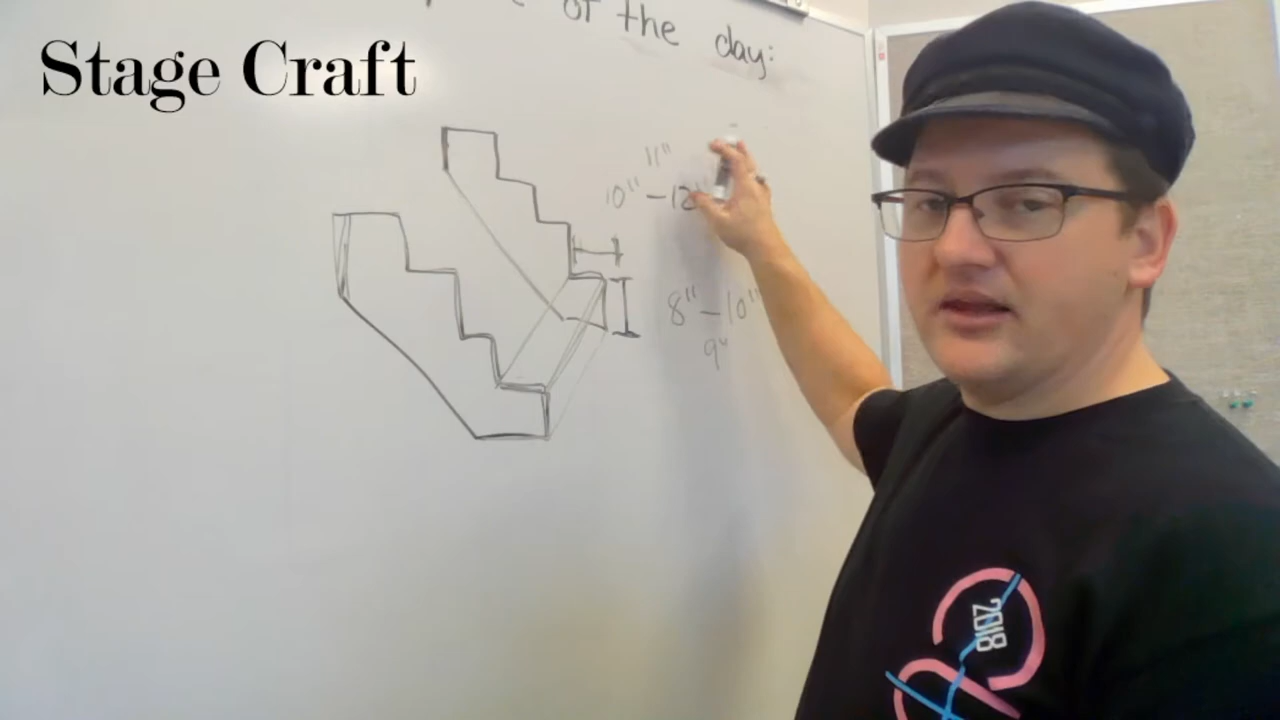 Stage Craft
of the day:
11"
10" – 12"
8" – 10"
9"
2018